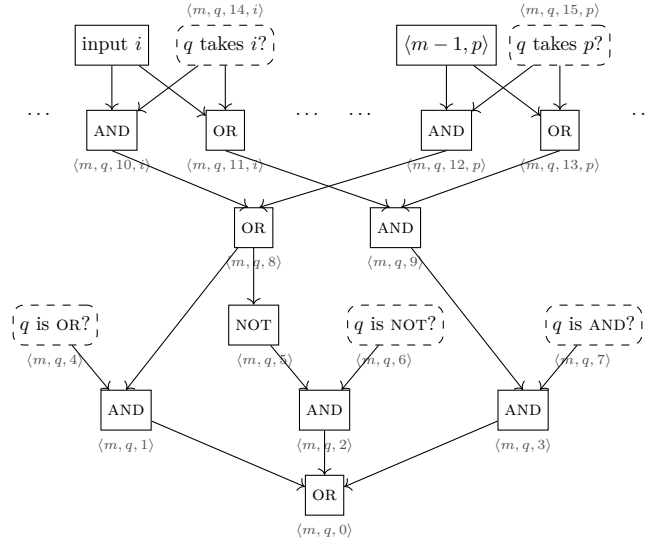 ⟨m, q, 14, i⟩ ⟨m, q, 15, p⟩
input i q takes i? ⟨m − 1, p⟩ q takes p?
⋯ AND OR ⋯ ⋯ AND OR ⋯
⟨m, q, 10, i⟩ ⟨m, q, 11, i⟩ ⟨m, q, 12, p⟩ ⟨m, q, 13, p⟩
OR AND
⟨m, q, 8⟩ ⟨m, q, 9⟩
q is OR? NOT q is NOT? q is AND?
⟨m, q, 4⟩ ⟨m, q, 5⟩ ⟨m, q, 6⟩ ⟨m, q, 7⟩
AND AND AND
⟨m, q, 1⟩ ⟨m, q, 2⟩ ⟨m, q, 3⟩
OR
⟨m, q, 0⟩